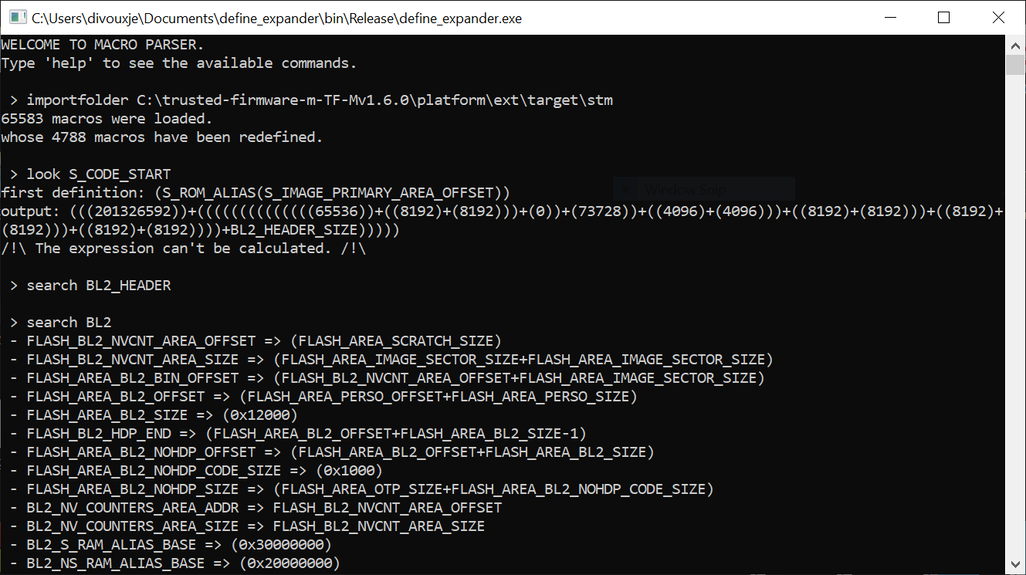 C:\Users\divouxje\Documents\define_expander\bin\Release\define_expander.exe
WELCOME TO MACRO PARSER.
Type 'help' to see the available commands.
> importfolder C:\trusted-firmware-m-TF-Mv1.6.0\platform\ext\target\stm
65583 macros were loaded.
whose 4788 macros have been redefined.
> look S_CODE_START
first definition: (S_ROM_ALIAS(S_IMAGE_PRIMARY_AREA_OFFSET))
output: (((201326592))+((((((((((((((65536))+((8192)+(8192)))+(0))+(73728))+((4096)+(4096)))+((8192)+(8192)))+((8192)+
(8192)))+((8192)+(8192))))+BL2_HEADER_SIZE)))))
/!\ The expression can't be calculated. /!\
> search BL2_HEADER
> search BL2
- FLASH_BL2_NVCNT_AREA_OFFSET => (FLASH_AREA_SCRATCH_SIZE)
- FLASH_BL2_NVCNT_AREA_SIZE => (FLASH_AREA_IMAGE_SECTOR_SIZE+FLASH_AREA_IMAGE_SECTOR_SIZE)
- FLASH_AREA_BL2_BIN_OFFSET => (FLASH_BL2_NVCNT_AREA_OFFSET+FLASH_AREA_IMAGE_SECTOR_SIZE)
- FLASH_AREA_BL2_OFFSET => (FLASH_AREA_PERSO_OFFSET+FLASH_AREA_PERSO_SIZE)
- FLASH_AREA_BL2_SIZE => (0x12000)
- FLASH_BL2_HDP_END => (FLASH_AREA_BL2_OFFSET+FLASH_AREA_BL2_SIZE-1)
- FLASH_AREA_BL2_NOHDP_OFFSET => (FLASH_AREA_BL2_OFFSET+FLASH_AREA_BL2_SIZE)
- FLASH_AREA_BL2_NOHDP_CODE_SIZE => (0x1000)
- FLASH_AREA_BL2_NOHDP_SIZE => (FLASH_AREA_OTP_SIZE+FLASH_AREA_BL2_NOHDP_CODE_SIZE)
- BL2_NV_COUNTERS_AREA_ADDR => FLASH_BL2_NVCNT_AREA_OFFSET
- BL2_NV_COUNTERS_AREA_SIZE => FLASH_BL2_NVCNT_AREA_SIZE
- BL2_S_RAM_ALIAS_BASE => (0x30000000)
- BL2_NS_RAM_ALIAS_BASE => (0x20000000)